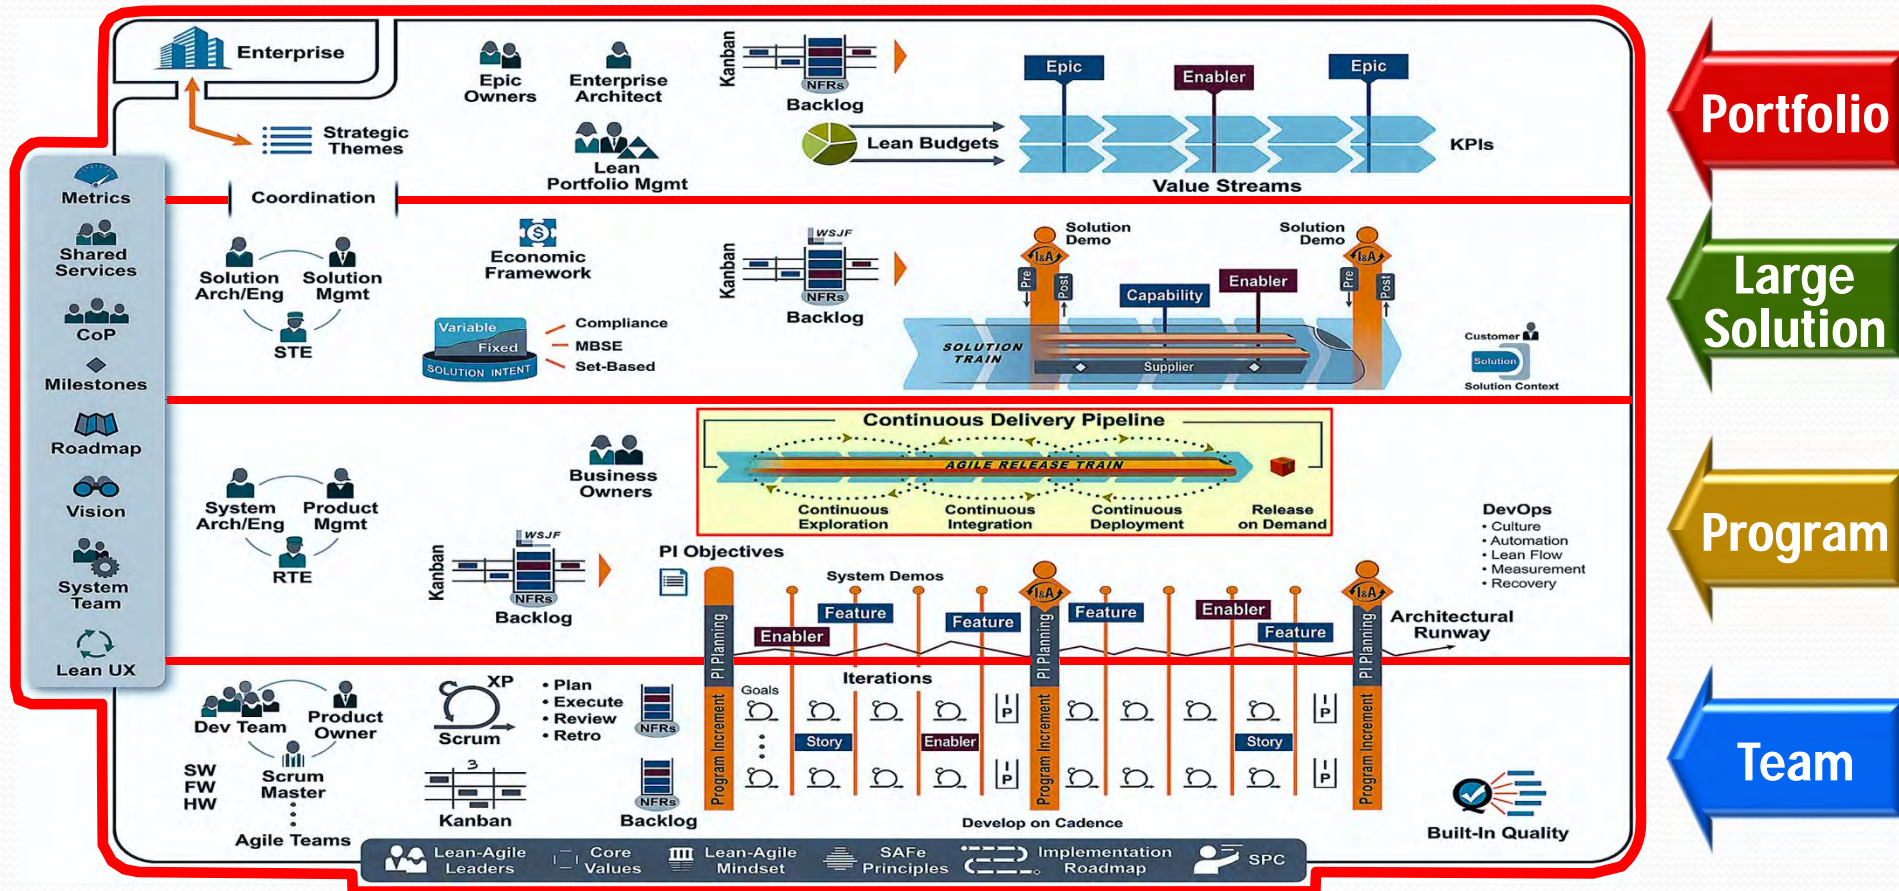 Enterprise
Strategic
Themes
Epic
Owners
Enterprise
Architect
Lean
Portfolio Mgmt
Kanban
NFRs
Backlog
Lean Budgets
Epic
Enabler
Epic
KPIs
Value Streams
Portfolio
Metrics
Shared
Services
CoP
Milestones
Roadmap
Vision
System
Team
Lean UX
Coordination
Solution
Arch/Eng
Solution
Mgmt
STE
Economic
Framework
Variable
Fixed
SOLUTION INTENT
Compliance
MBSE
Set-Based
Kanban
WSJF
NFRs
Backlog
Solution
Demo
I&A
Pre
Post
Capability
Enabler
Solution
Demo
I&A
Pre
Post
SOLUTION
TRAIN
Supplier
Customer
Solution
Solution Context
Large
Solution
System
Arch/Eng
Product
Mgmt
RTE
Business
Owners
Kanban
WSJF
NFRs
Backlog
Continuous Delivery Pipeline
AGILE RELEASE TRAIN
Continuous
Exploration
Continuous
Integration
Continuous
Deployment
Release
on Demand
DevOps
• Culture
• Automation
• Lean Flow
• Measurement
• Recovery
PI Objectives
System Demos
I&A
I&A
Enabler
Feature
Feature
Feature
Enabler
Feature
PI Planning
PI Planning
PI Planning
Architectural
Runway
Program
Dev Team
Product
Owner
Scrum
Master
SW
FW
HW
Agile Teams
XP
Scrum
• Plan
• Execute
• Review
• Retro
3
Kanban
NFRs
NFRs
Backlog
Iterations
Goals
Program Increment
Program Increment
Program Increment
Story
Enabler
Story
I P
I P
I P
I P
Develop on Cadence
Built-In Quality
Team
Lean-Agile
Leaders
Core
Values
Lean-Agile
Mindset
SAFe
Principles
Implementation
Roadmap
SPC